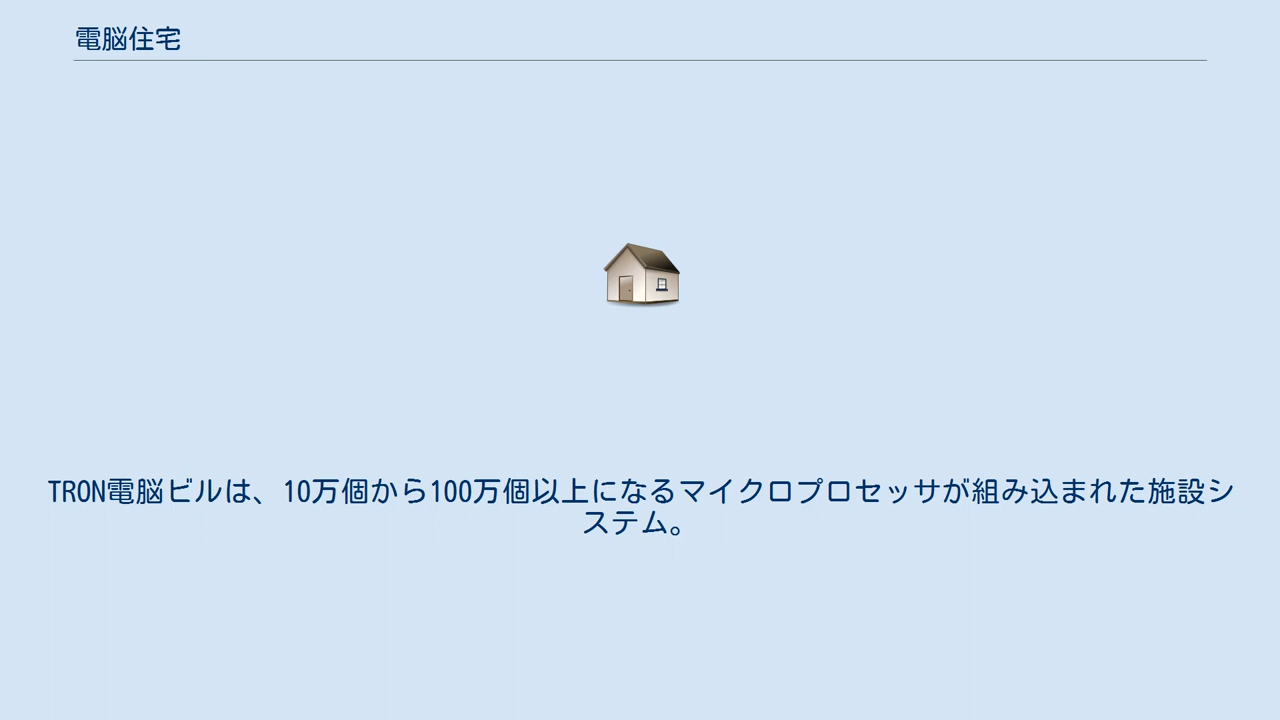 電脳住宅
TRON電脳ビルは、10万個から100万個以上になるマイクロプロセッサが組み込まれた施設シ
ステム。